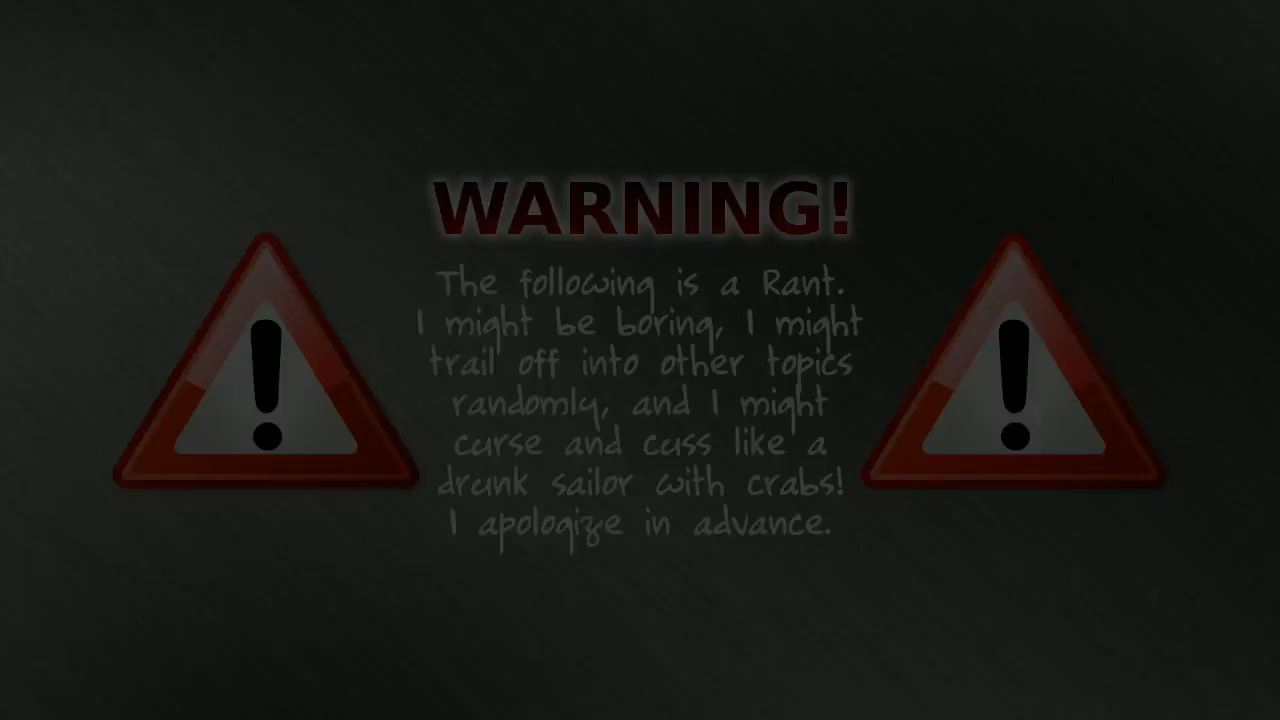 WARNING!
The following is a Rant.
I might be boring, I might
trail off into other topics
randomly, and I might
curse and cuss like a
drunk sailor with crabs!
I apologize in advance.